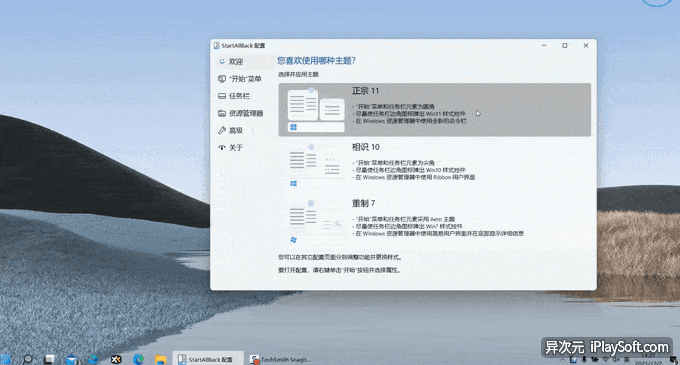 StartAllBack 配置
欢迎
"开始"菜单
任务栏
资源管理器
高级
关于
您喜欢使用哪种主题?
选择并应用主题
正宗 11
- "开始"菜单和任务栏元素为圆角
- 尽量使任务栏边角图标弹出 Win11 样式控件
- 在 Windows 资源管理器中使用全新的命令栏
相识 10
- "开始"菜单和任务栏元素为尖角
- 尽量使任务栏边角图标弹出 Win10 样式控件
- 在 Windows 资源管理器中使用 Ribbon 用户界面
重制 7
- "开始"菜单和任务栏元素采用 Aero 主题
- 尽量使任务栏边角图标弹出 Win7 样式控件
- 在 Windows 资源管理器中使用简易用户界面并在底部显示详细信息
您可以在其它配置页面分别调整功能并更换样式。
要打开配置，请右键单击"开始"按钮并选择属性。
StartAllBack 配置
TechSmith Snagit...
英
异次元 iPlaySoft.com